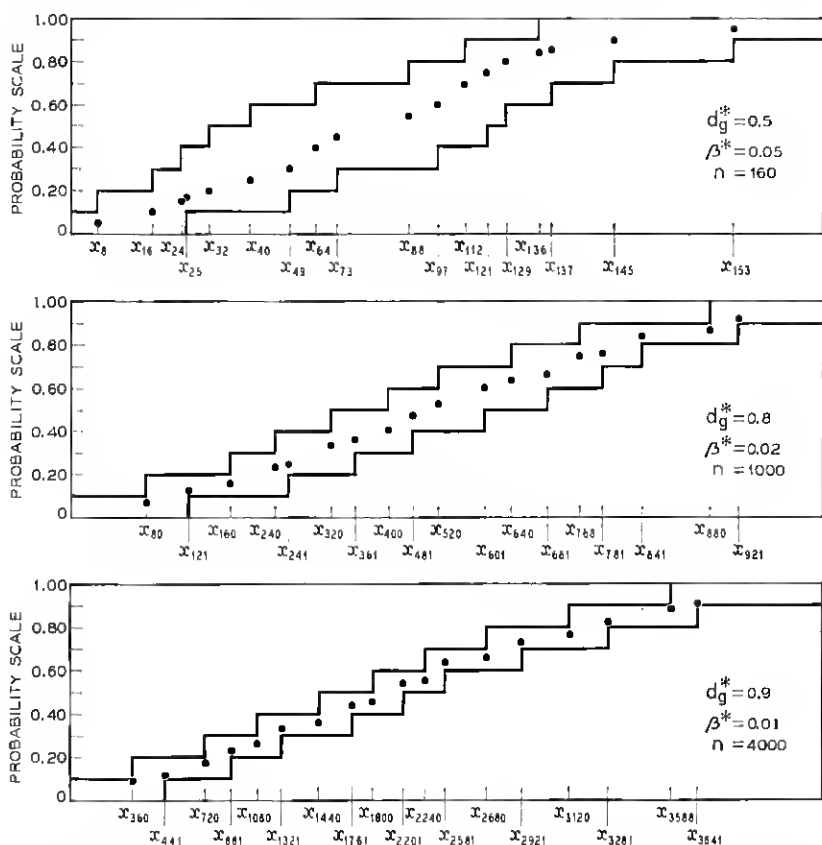 PROBABILITY SCALE
1.00
0.80
0.60
0.40
0.20
0
d*g = 0.5
β* = 0.05
n = 160
x8 x16 x24 x32 x40 x64 x88 x112 x136
x25 x49 x73 x97 x121 x129 x137 x145 x153
PROBABILITY SCALE
1.00
0.80
0.60
0.40
0.20
0
d*g = 0.8
β* = 0.02
n = 1000
x80 x160 x240 x320 x400 x520 x640 x768 x880
x121 x241 x361 x481 x601 x681 x781 x841 x921
PROBABILITY SCALE
1.00
0.80
0.60
0.40
0.20
0
d*g = 0.9
β* = 0.01
n = 4000
x360 x720 x1080 x1440 x1800 x2240 x2680 x3120 x3588
x441 x881 x1321 x1761 x2201 x2581 x2921 x3281 x3641